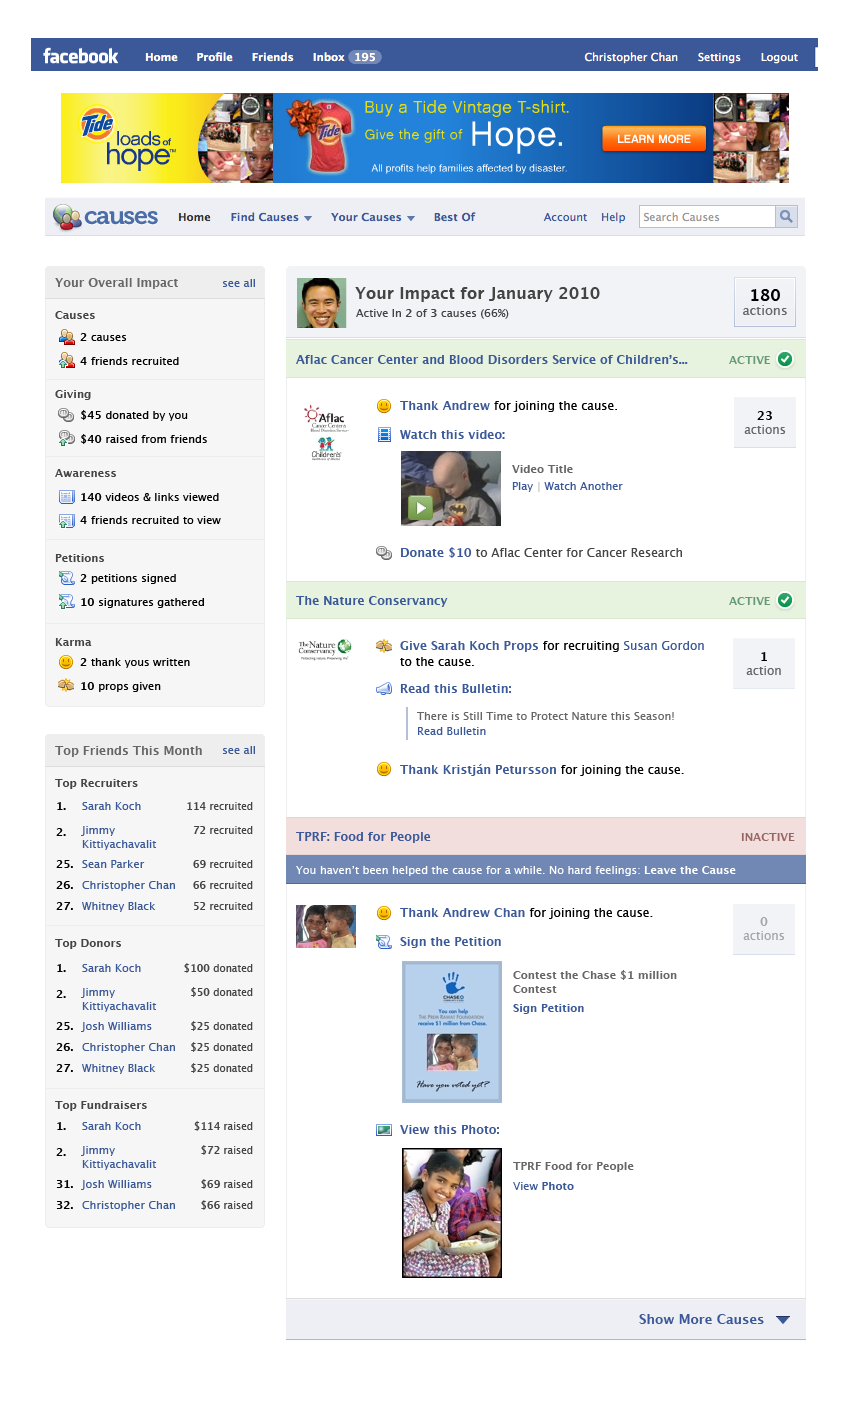 facebook Home Profile Friends Inbox 195 Christopher Chan Settings Logout
Tide
loads of
hope™
Tide
Buy a Tide Vintage T-shirt.
Give the gift of Hope.
All profits help families affected by disaster.
LEARN MORE
causes Home Find Causes Your Causes Best Of Account Help Search Causes
Your Overall Impact see all
Causes
2 causes
4 friends recruited
Giving
$45 donated by you
$40 raised from friends
Awareness
140 videos & links viewed
4 friends recruited to view
Petitions
2 petitions signed
10 signatures gathered
Karma
2 thank yous written
10 props given
Top Friends This Month see all
Top Recruiters
1. Sarah Koch 114 recruited
2. Jimmy 72 recruited
Kittiyachavalit
25. Sean Parker 69 recruited
26. Christopher Chan 66 recruited
27. Whitney Black 52 recruited
Top Donors
1. Sarah Koch $100 donated
2. Jimmy $50 donated
Kittiyachavalit
25. Josh Williams $25 donated
26. Christopher Chan $25 donated
27. Whitney Black $25 donated
Top Fundraisers
1. Sarah Koch $114 raised
2. Jimmy $72 raised
Kittiyachavalit
31. Josh Williams $69 raised
32. Christopher Chan $66 raised
Your Impact for January 2010
Active In 2 of 3 causes (66%)
180
actions
Aflac Cancer Center and Blood Disorders Service of Children's... ACTIVE
Aflac
Cancer Center
Children's
Thank Andrew for joining the cause.
23
actions
Watch this video:
Video Title
Play | Watch Another
Donate $10 to Aflac Center for Cancer Research
The Nature Conservancy ACTIVE
The Nature
Conservancy
Protecting nature. Preserving life.
Give Sarah Koch Props for recruiting Susan Gordon
to the cause.
1
action
Read this Bulletin:
There is Still Time to Protect Nature this Season!
Read Bulletin
Thank Kristján Petursson for joining the cause.
TPRF: Food for People INACTIVE
You haven't been helped the cause for a while. No hard feelings: Leave the Cause
Thank Andrew Chan for joining the cause.
0
actions
Sign the Petition
CHASE
You can help
THE PREM RAWAT FOUNDATION
receive $1 million from Chase.
Have you voted yet?
Contest the Chase $1 million
Contest
Sign Petition
View this Photo:
TPRF Food for People
View Photo
Show More Causes